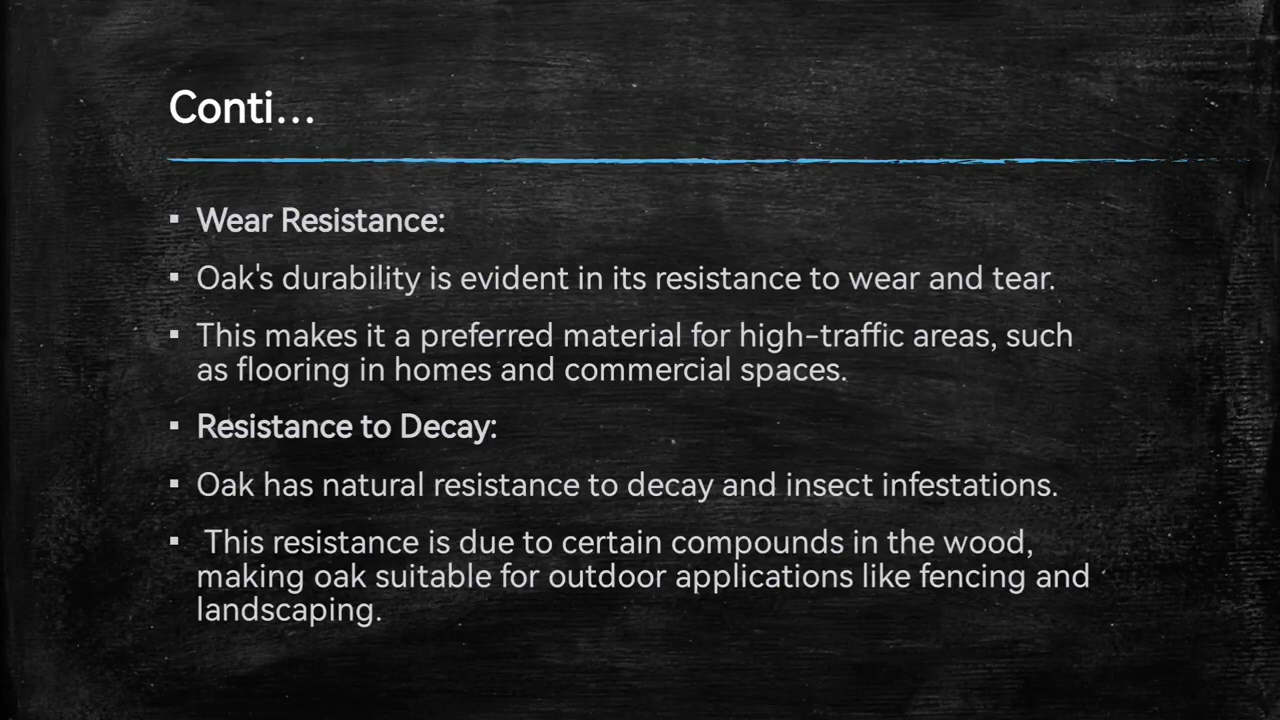 Conti...
▪ Wear Resistance:
▪ Oak's durability is evident in its resistance to wear and tear.
▪ This makes it a preferred material for high-traffic areas, such
as flooring in homes and commercial spaces.
▪ Resistance to Decay:
▪ Oak has natural resistance to decay and insect infestations.
▪ This resistance is due to certain compounds in the wood,
making oak suitable for outdoor applications like fencing and
landscaping.